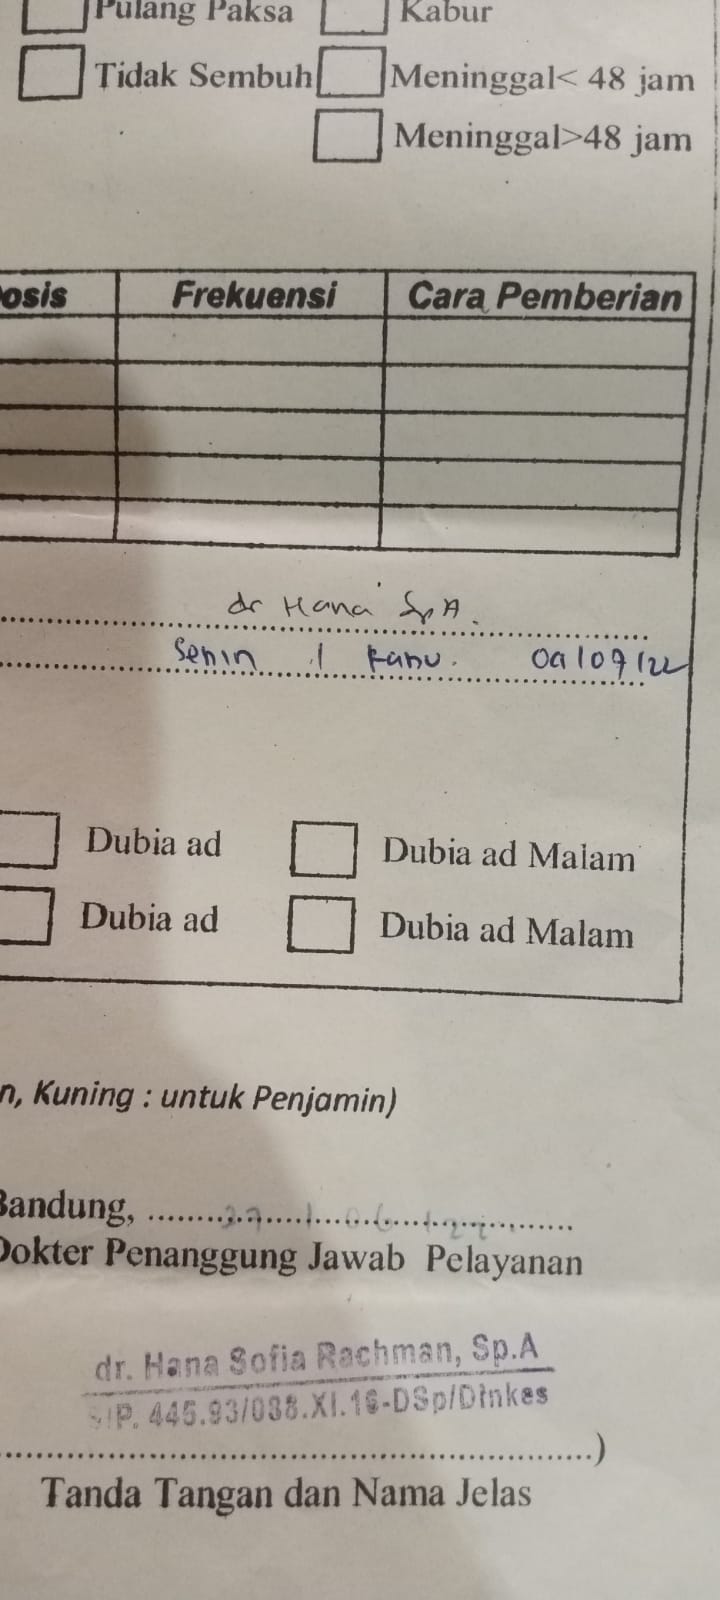 Pulang Paksa Kabur
Tidak Sembuh Meninggal< 48 jam
Meninggal>48 jam
osis Frekuensi Cara Pemberian
dr Hana SpA.
Senin / Rabu. 09/07/22
Dubia ad Dubia ad Malam
Dubia ad Dubia ad Malam
n, Kuning : untuk Penjamin)
Bandung,
Dokter Penanggung Jawab Pelayanan
dr. Hana Sofia Rachman, Sp.A
SIP. 445.93/038.XI.16-DSp/Dinkes
)
Tanda Tangan dan Nama Jelas